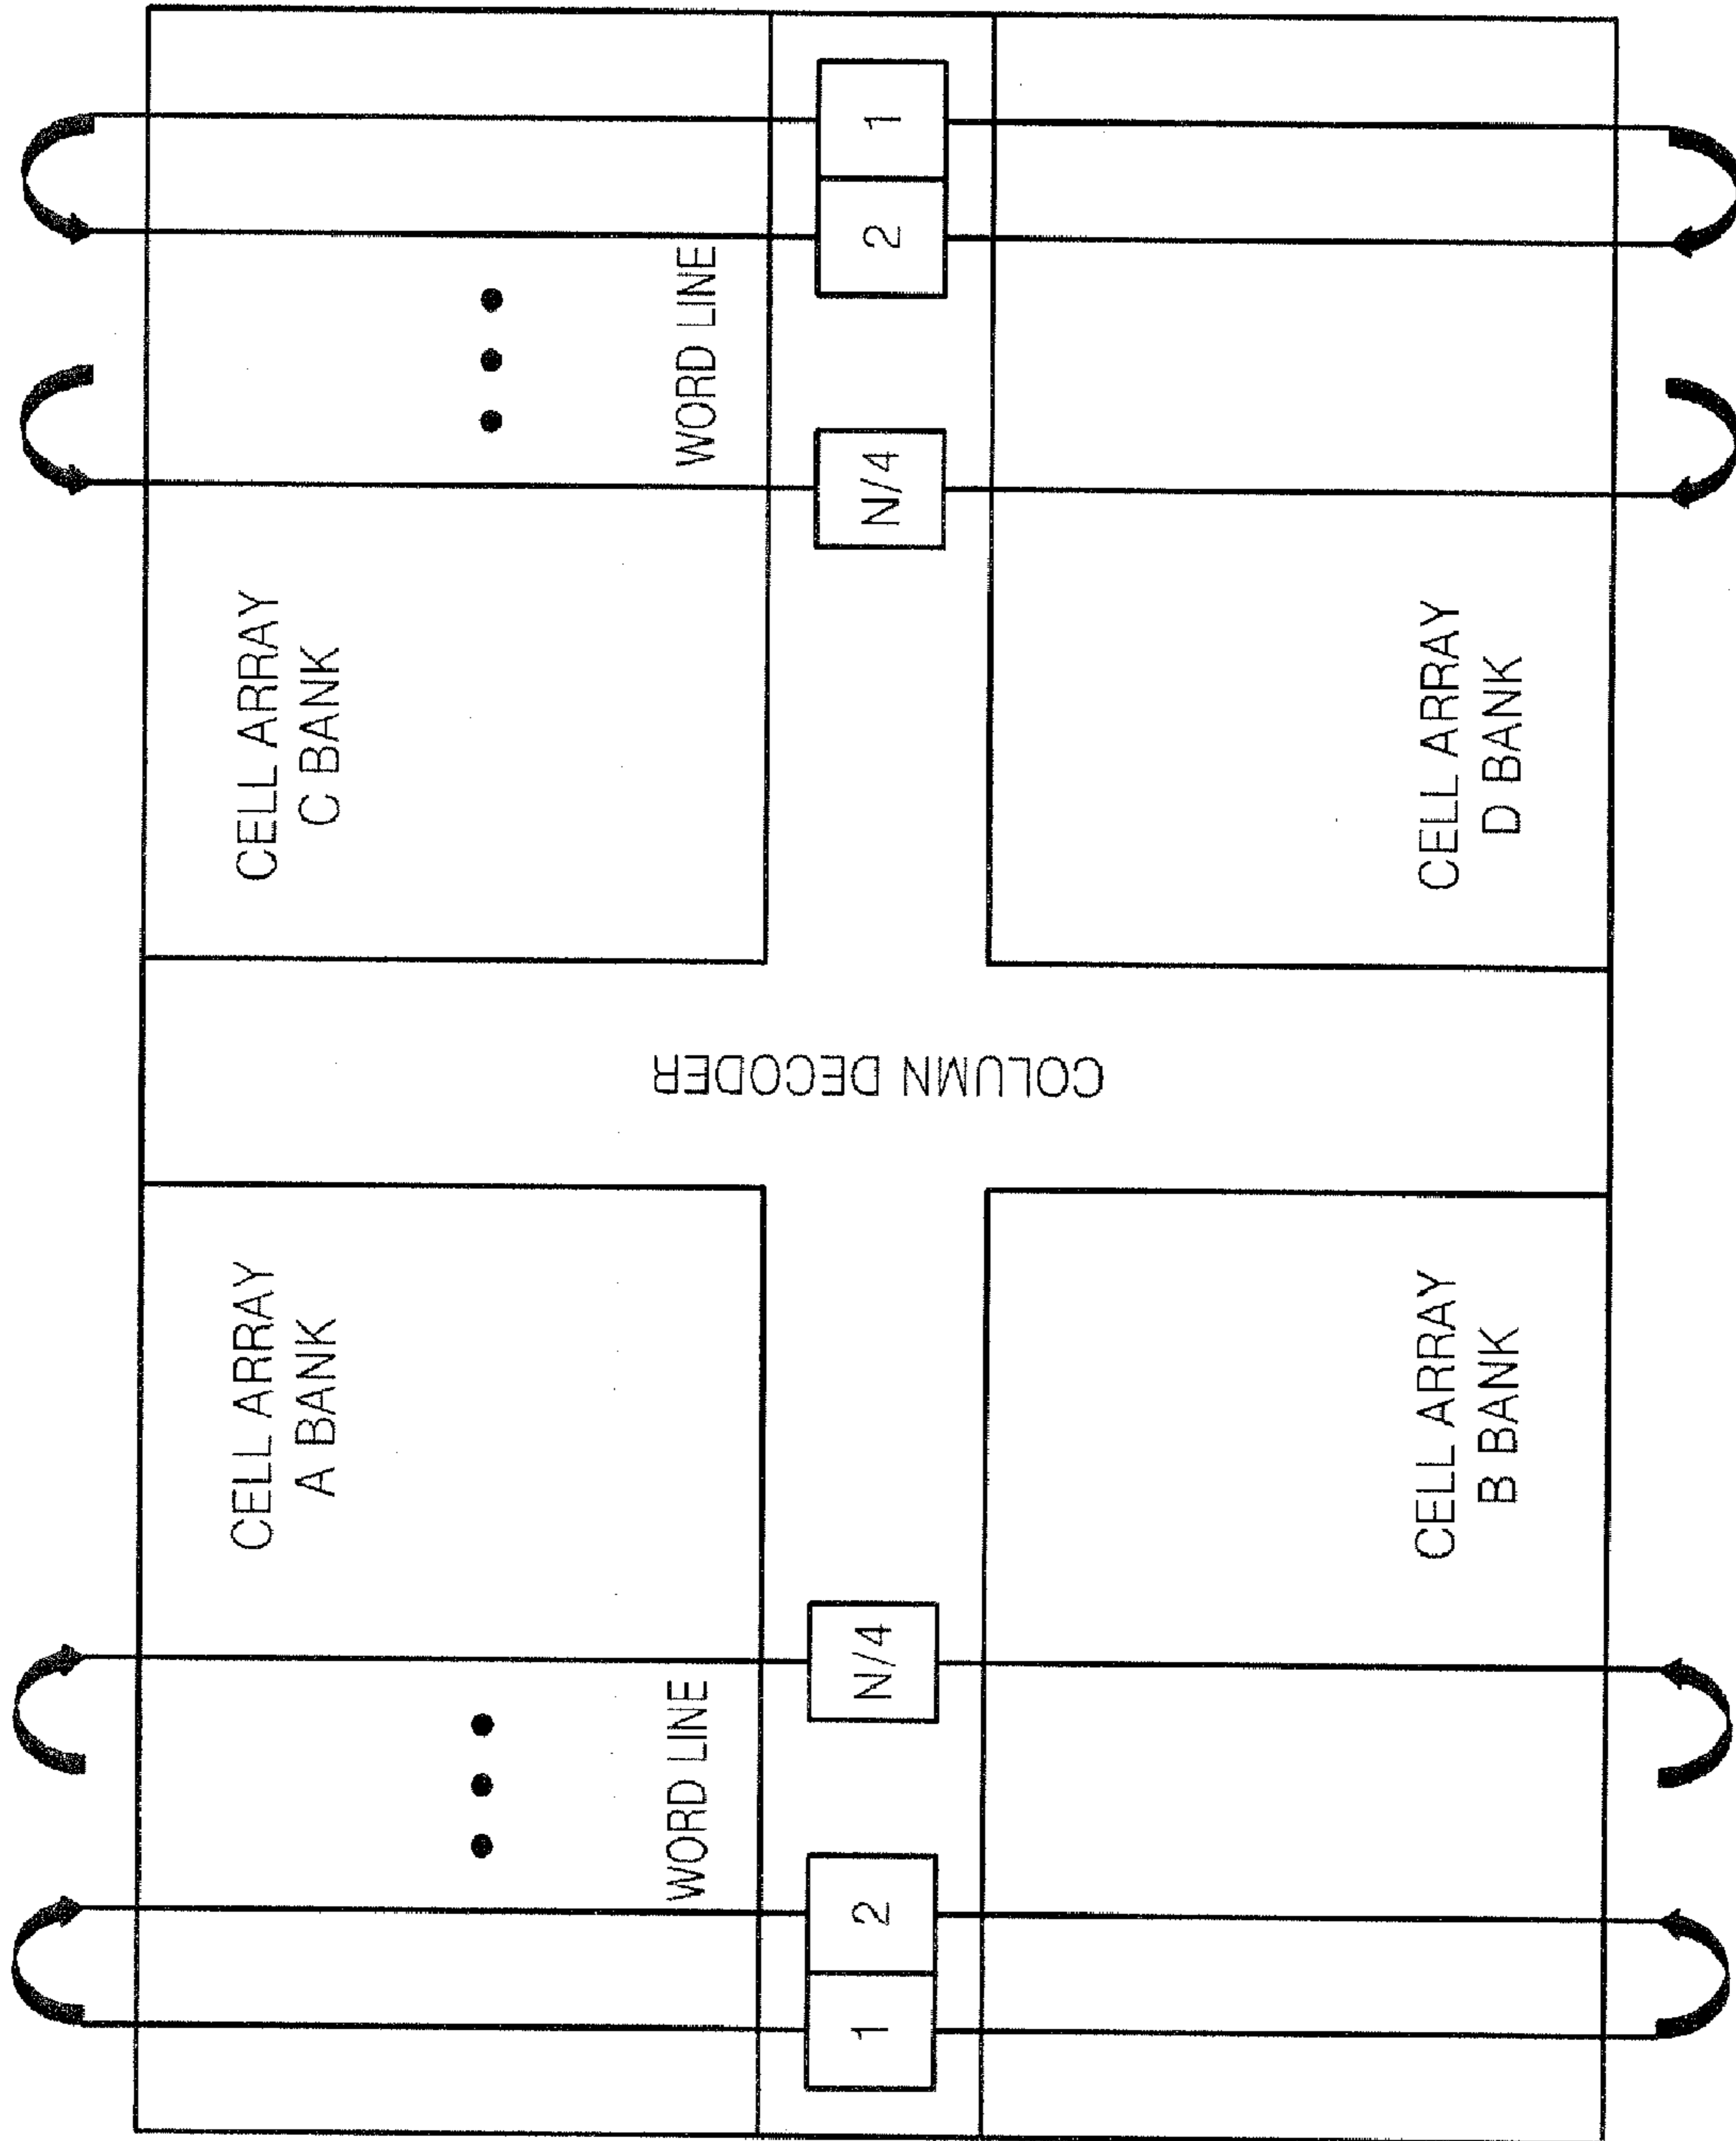 CELL ARRAY
A BANK
CELL ARRAY
C BANK
WORD LINE
WORD LINE
1
2
N/4
COLUMN DECODER
N/4
2
1
CELL ARRAY
B BANK
CELL ARRAY
D BANK